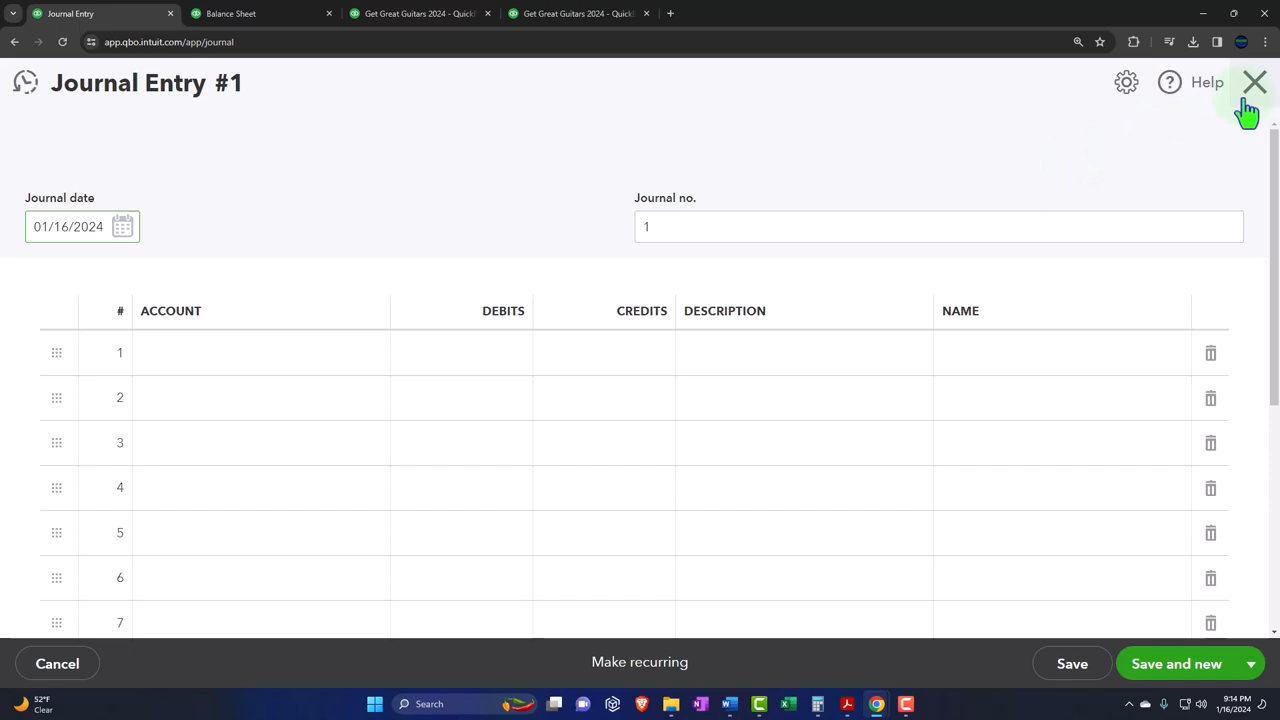 Journal Entry
Balance Sheet
Get Great Guitars 2024 - QuickB
Get Great Guitars 2024 - QuickB
app.qbo.intuit.com/app/journal
Journal Entry #1
Help
Journal date
Journal no.
01/16/2024
1
# ACCOUNT DEBITS CREDITS DESCRIPTION NAME
1
2
3
4
5
6
7
Cancel
Make recurring
Save
Save and new
52°F
Clear
Search
9:14 PM
1/16/2024